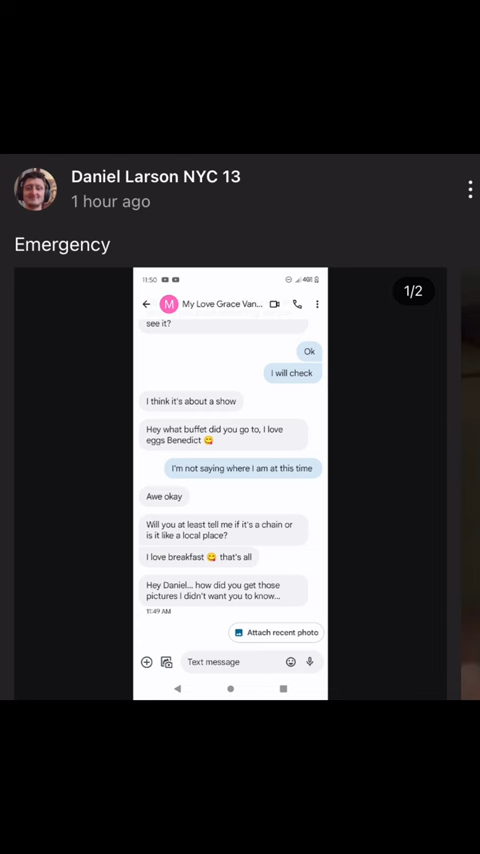 Daniel Larson NYC 13
1 hour ago
Emergency
1/2
11:50
4GE
My Love Grace Van...
see it?
Ok
I will check
I think it's about a show
Hey what buffet did you go to, I love
eggs Benedict 😋
I'm not saying where I am at this time
Awe okay
Will you at least tell me if it's a chain or
is it like a local place?
I love breakfast 😋 that's all
Hey Daniel... how did you get those
pictures I didn't want you to know...
11:49 AM
Attach recent photo
Text message